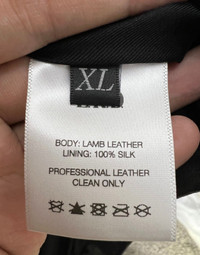 XL
BODY: LAMB LEATHER
LINING: 100% SILK
PROFESSIONAL LEATHER
CLEAN ONLY